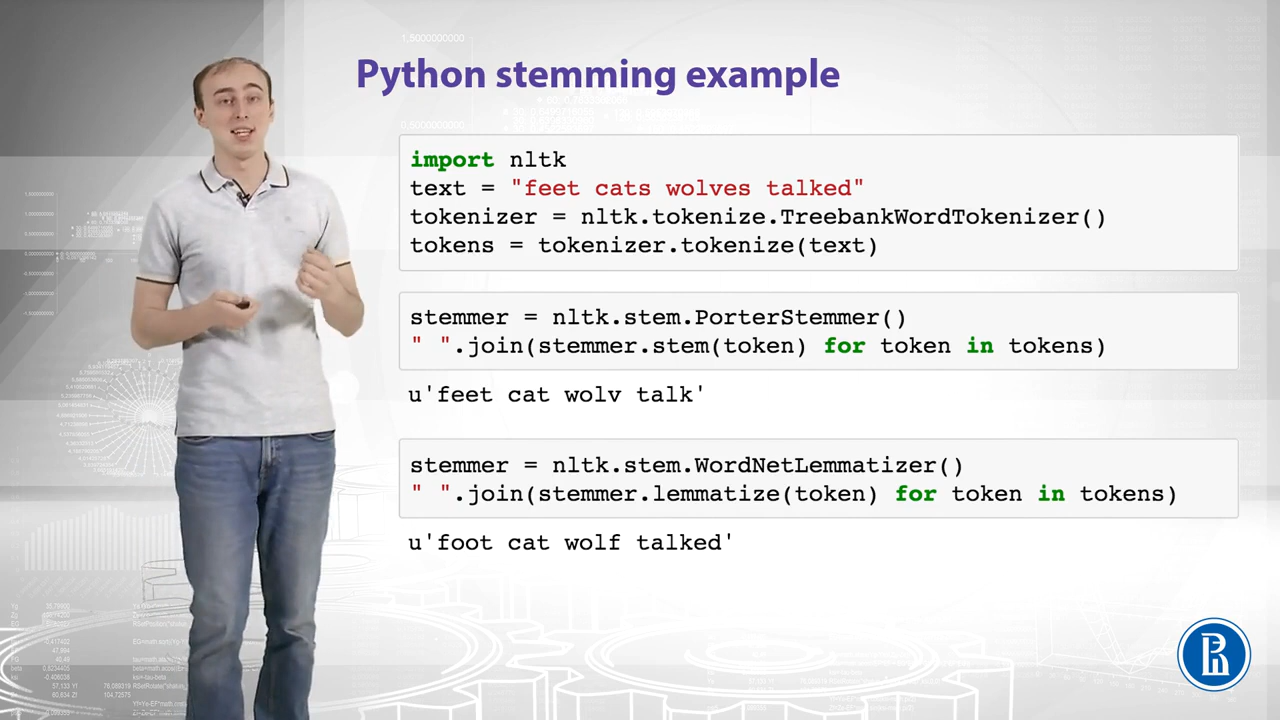 Python stemming example
import nltk
text = "feet cats wolves talked"
tokenizer = nltk.tokenize.TreebankWordTokenizer()
tokens = tokenizer.tokenize(text)
stemmer = nltk.stem.PorterStemmer()
" ".join(stemmer.stem(token) for token in tokens)
u'feet cat wolv talk'
stemmer = nltk.stem.WordNetLemmatizer()
" ".join(stemmer.lemmatize(token) for token in tokens)
u'foot cat wolf talked'